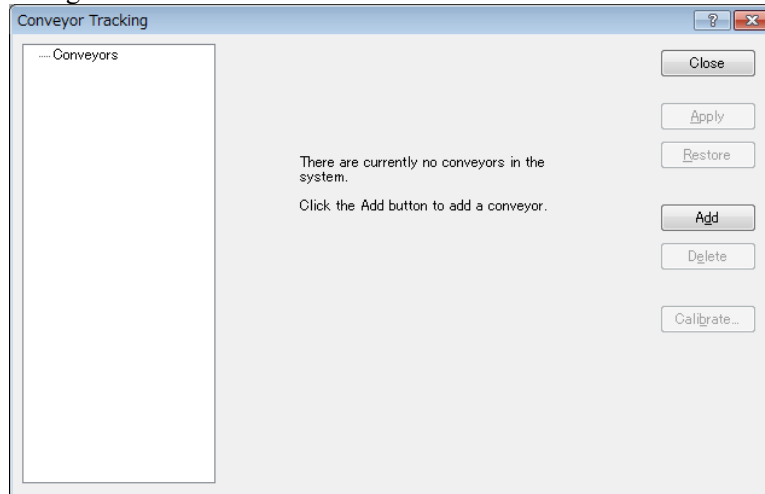 Conveyor Tracking
Conveyors
Close
Apply
Restore
There are currently no conveyors in the
system.
Click the Add button to add a conveyor.
Add
Delete
Calibrate...